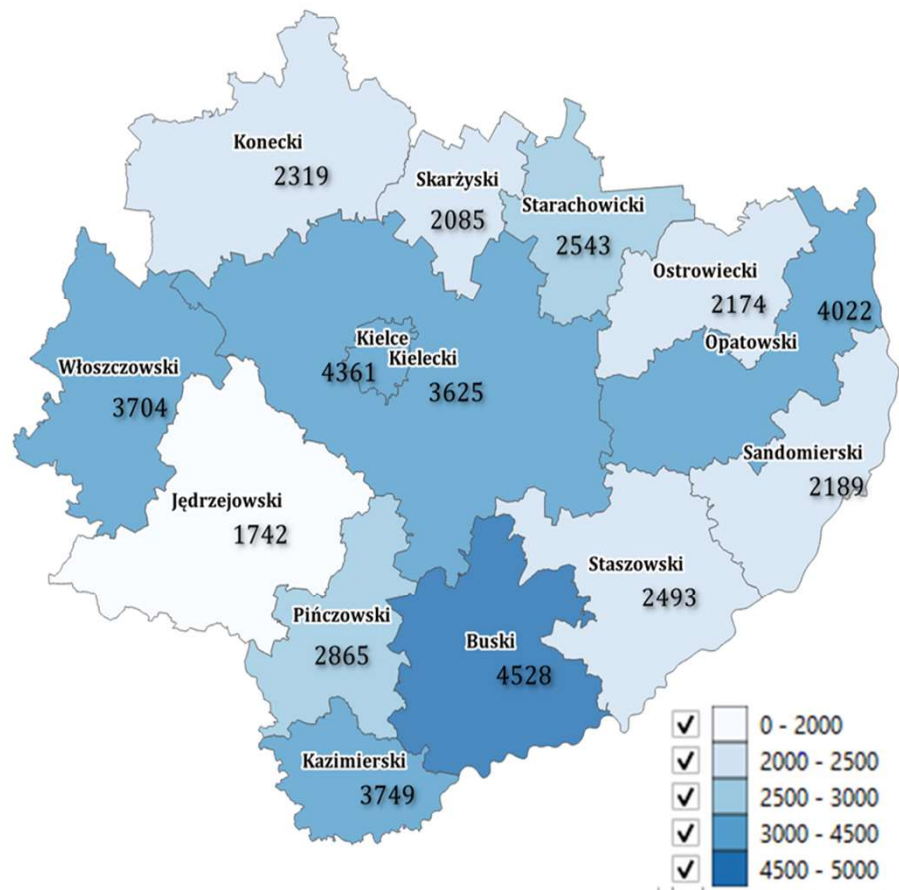 Konecki
2319
Skarżyski
2085
Starachowicki
2543
Ostrowiecki
2174
4022
Opatowski
Kielce
4361
Kielecki
3625
Włoszczowski
3704
Sandomierski
2189
Jędrzejowski
1742
Staszowski
2493
Pińczowski
2865
Buski
4528
Kazimierski
3749
0 - 2000
2000 - 2500
2500 - 3000
3000 - 4500
4500 - 5000